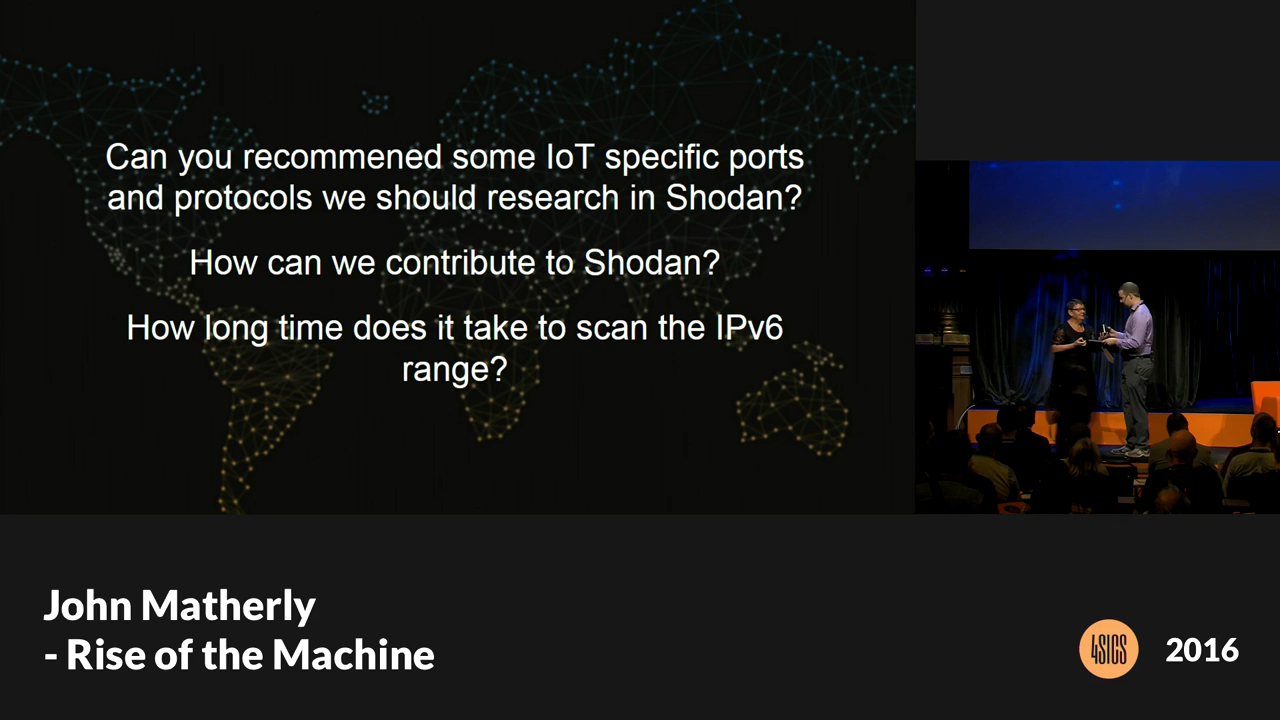 Can you recommened some IoT specific ports
and protocols we should research in Shodan?
How can we contribute to Shodan?
How long time does it take to scan the IPv6
range?
John Matherly
- Rise of the Machine
4SICS
2016